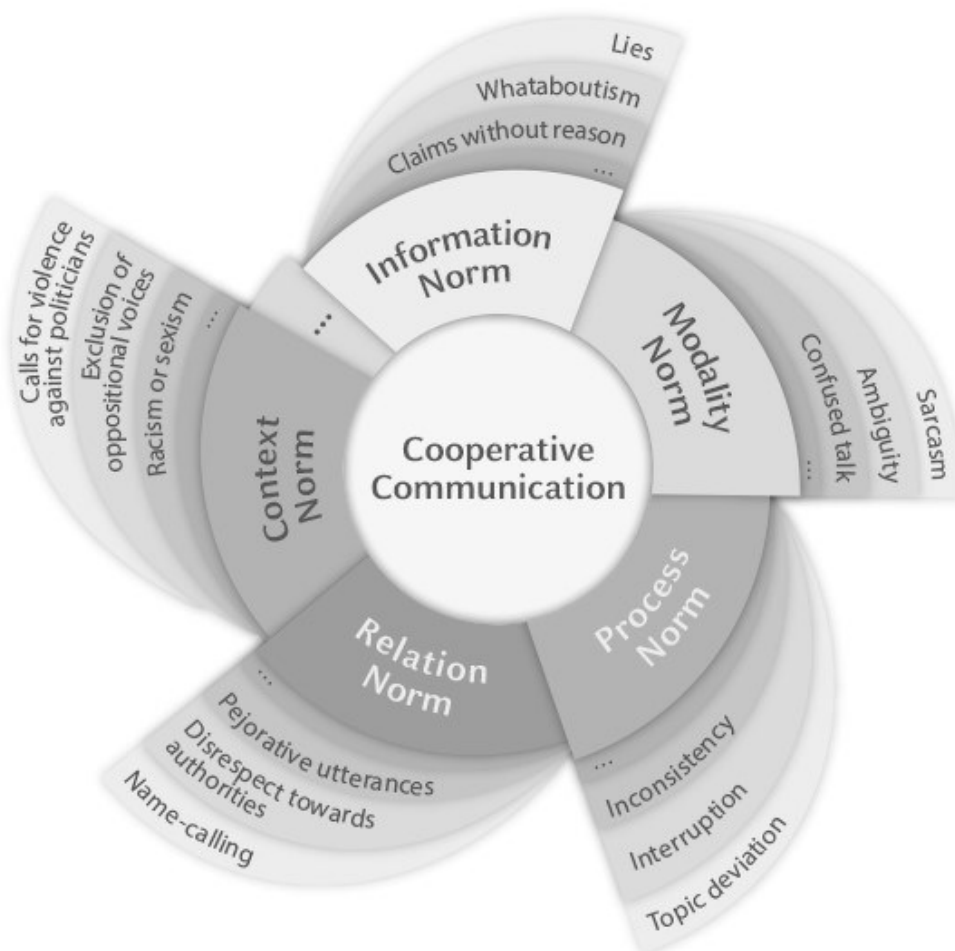 Lies
Whataboutism
Claims without reason
...
Information
Norm
Modality
Norm
...
Confused talk
Ambiguity
Sarcasm
Process
Norm
...
Inconsistency
Interruption
Topic deviation
Relation
Norm
...
Pejorative utterances
Disrespect towards
authorities
Name-calling
Context
Norm
...
Racism or sexism
Exclusion of
oppositional voices
Calls for violence
against politicians
...
Cooperative
Communication